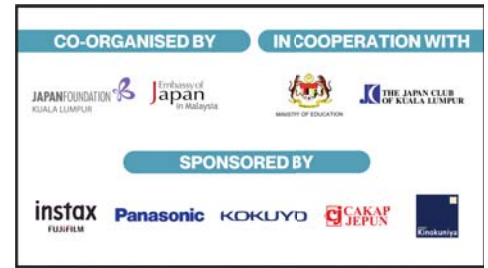 CO-ORGANISED BY
IN COOPERATION WITH
JAPANFOUNDATION
KUALA LUMPUR
Embassy of
Japan
in Malaysia
MINISTRY OF EDUCATION
THE JAPAN CLUB
OF KUALA LUMPUR
SPONSORED BY
instax
FUJIFILM
Panasonic
KOKUYO
CAKAP
JEPUN
Kinokuniya